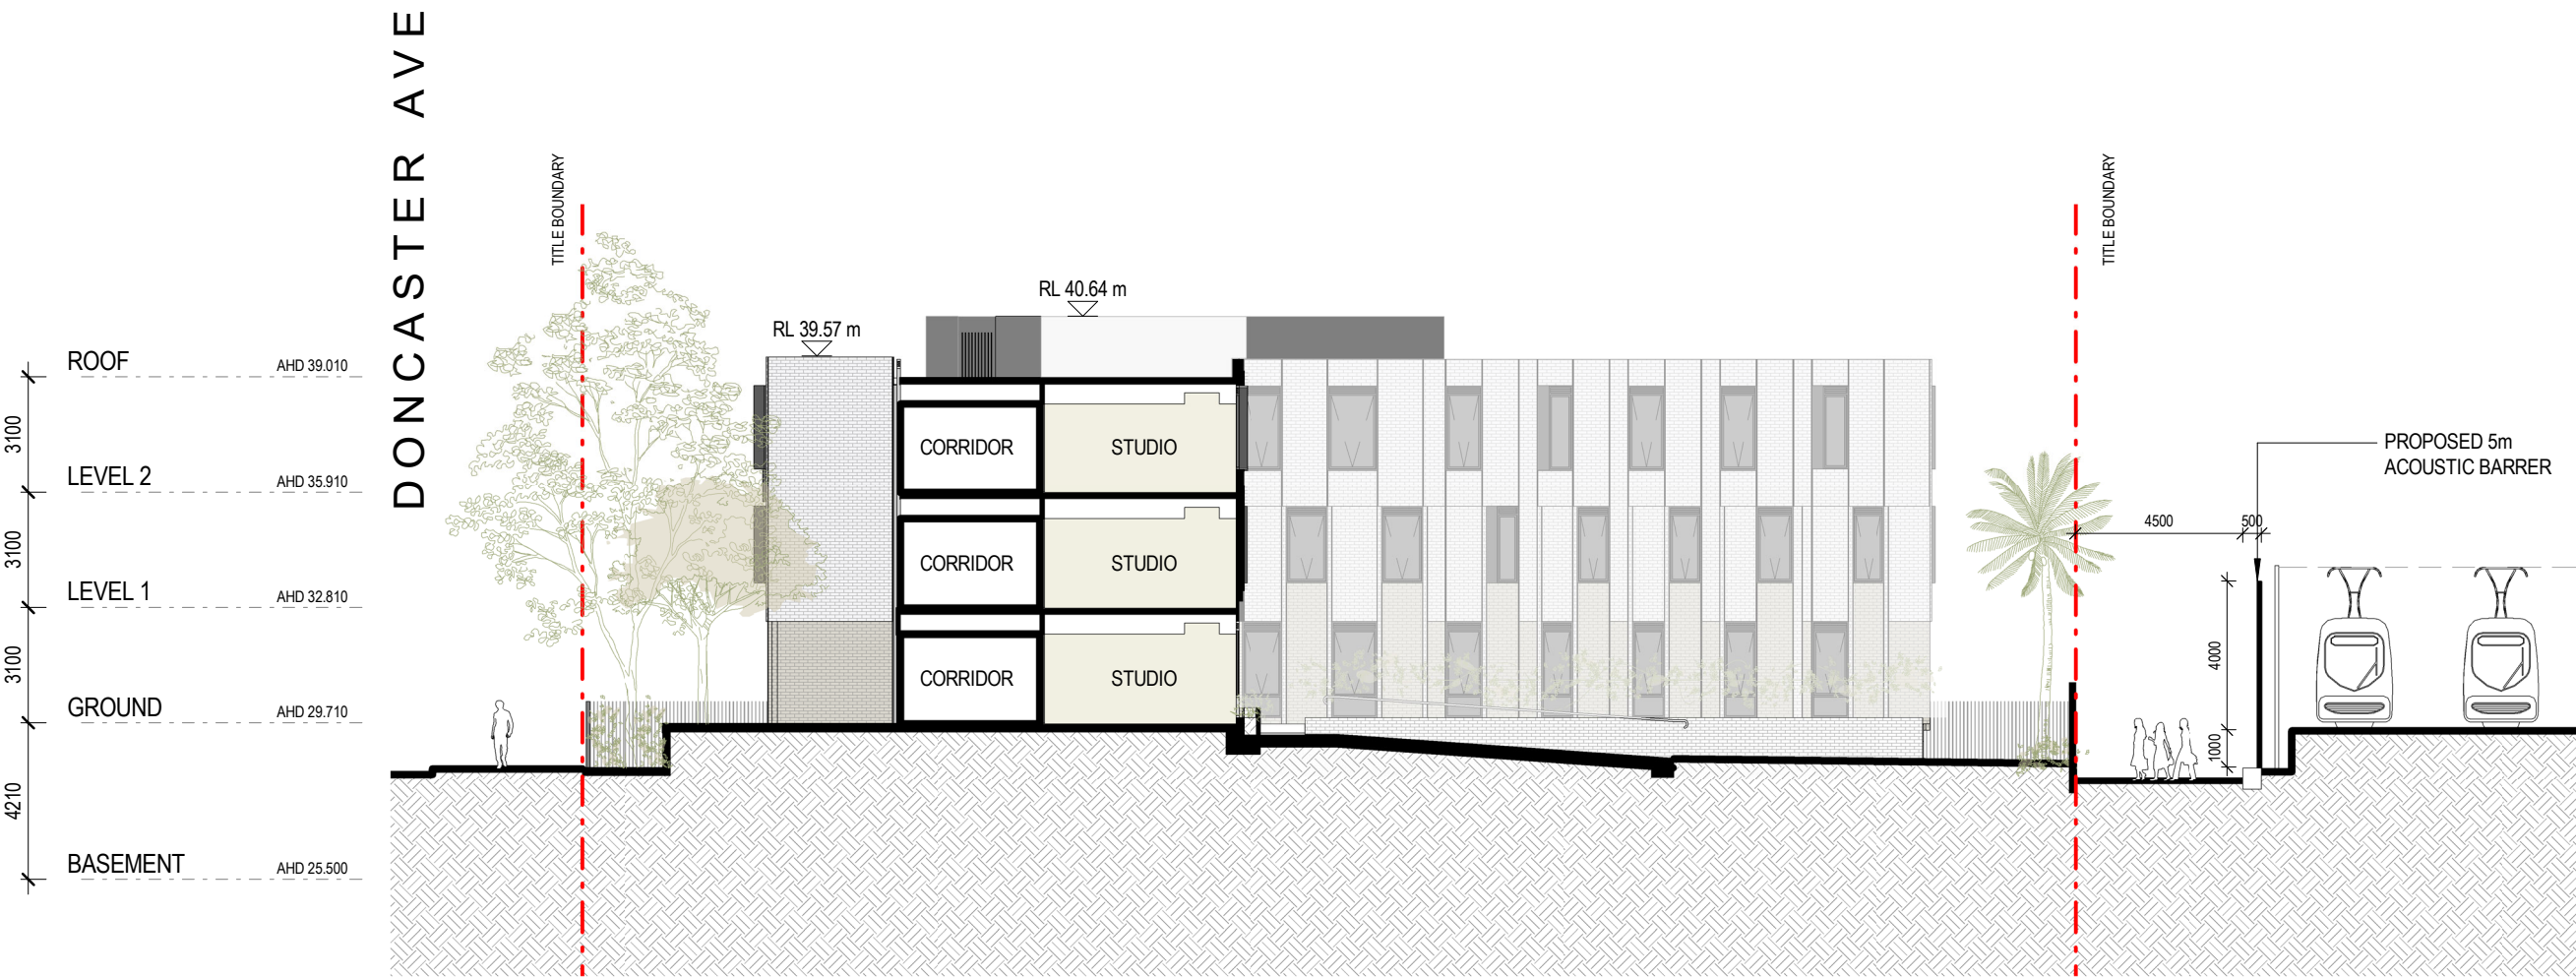 DONCASTER AVE
TITLE BOUNDARY
TITLE BOUNDARY
RL 40.64 m
RL 39.57 m
ROOF AHD 39.010
3100
LEVEL 2 AHD 35.910
3100
LEVEL 1 AHD 32.810
3100
GROUND AHD 29.710
4210
BASEMENT AHD 25.500
CORRIDOR STUDIO
CORRIDOR STUDIO
CORRIDOR STUDIO
PROPOSED 5m
ACOUSTIC BARRER
4500 500
4000
1000